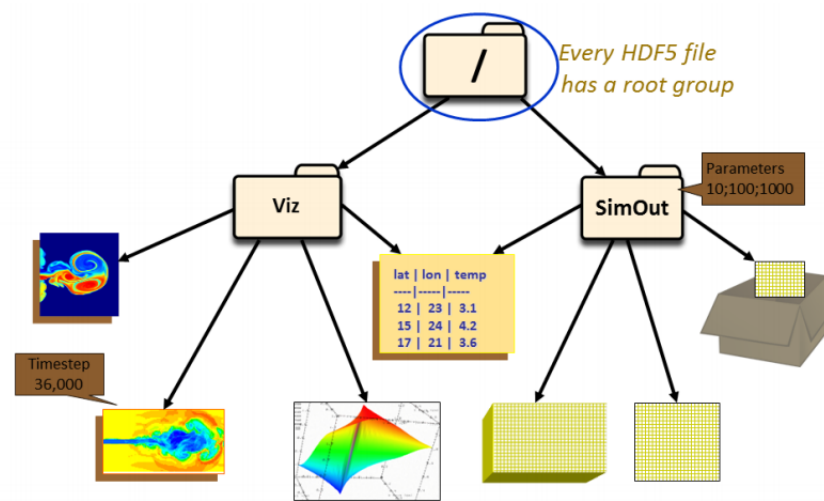 /
Every HDF5 file
has a root group
Viz
SimOut
Parameters
10;100;1000
lat | lon | temp
----|-----|-----
12 | 23 | 3.1
15 | 24 | 4.2
17 | 21 | 3.6
Timestep
36,000